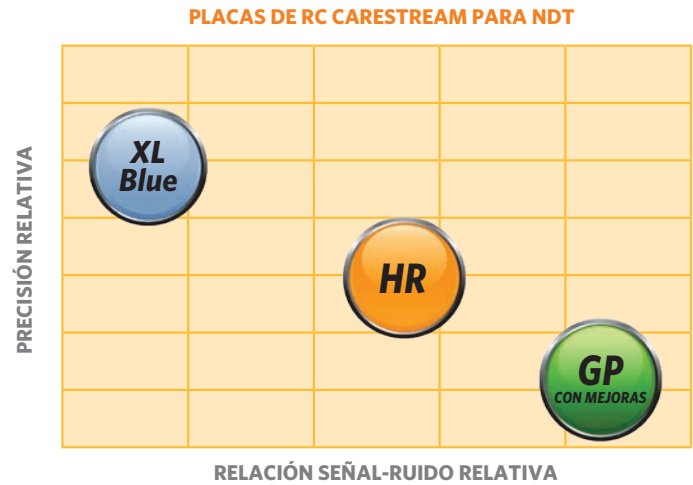 PLACAS DE RC CARESTREAM PARA NDT
PRECISIÓN RELATIVA
XL
Blue
HR
GP
CON MEJORAS
RELACIÓN SEÑAL-RUIDO RELATIVA